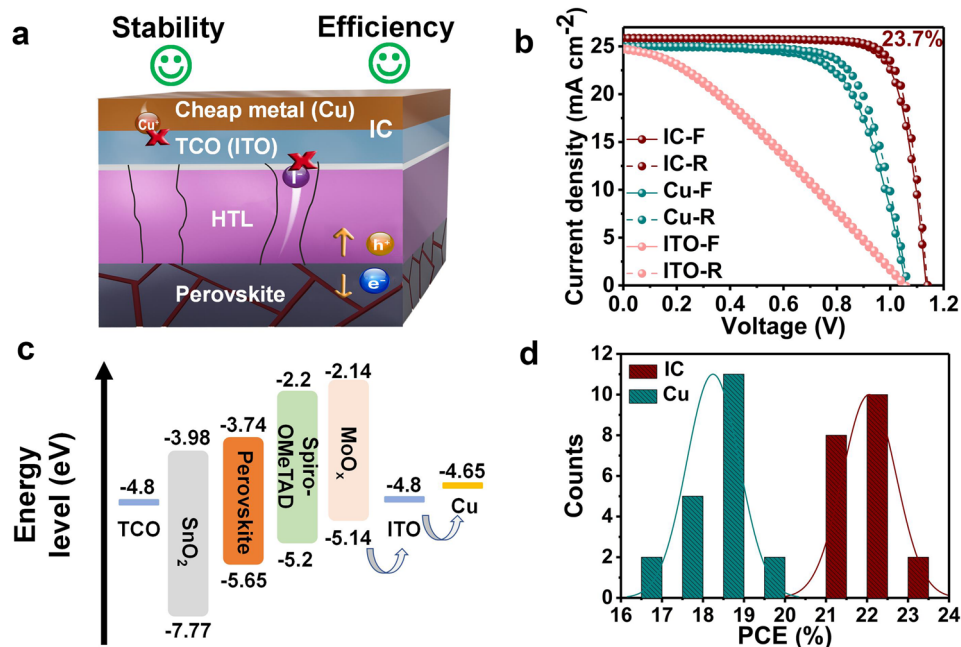 a
Stability
Efficiency
Cheap metal (Cu)
Cu⁺
IC
TCO (ITO)
I⁻
HTL
h⁺
Perovskite
e⁻
b
23.7%
Current density (mA cm⁻²)
25
20
15
10
5
0
IC-F
IC-R
Cu-F
Cu-R
ITO-F
ITO-R
0.0 0.2 0.4 0.6 0.8 1.0 1.2
Voltage (V)
c
Energy
level (eV)
-4.8
TCO
-3.98
SnO₂
-7.77
-3.74
Perovskite
-5.65
-2.2
Spiro-
OMeTAD
-5.2
-2.14
MoOₓ
-5.14
-4.8
ITO
-4.65
Cu
d
IC
Cu
Counts
12
10
8
6
4
2
0
16 17 18 19 20 21 22 23 24
PCE (%)